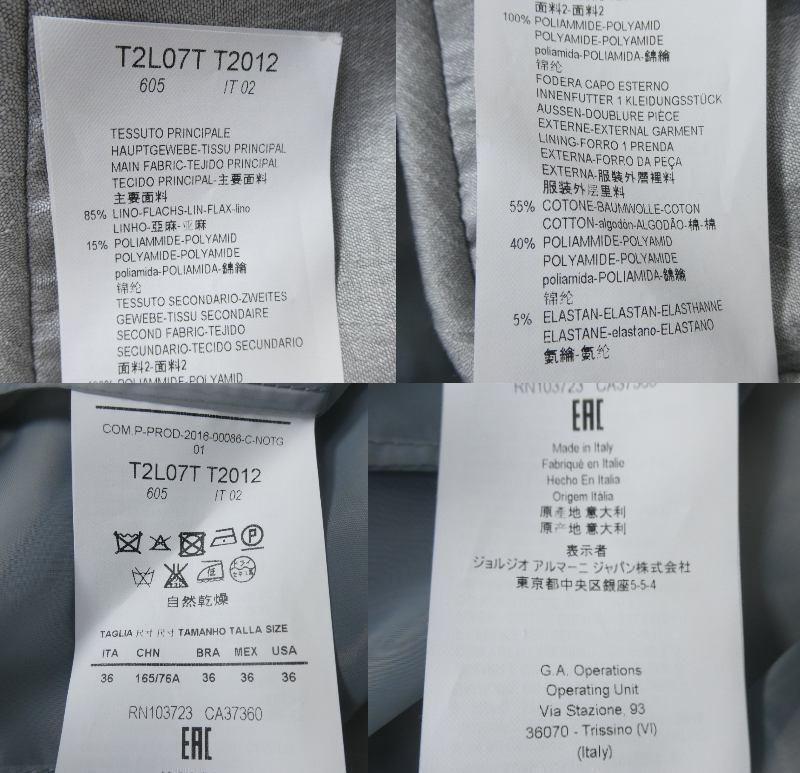 T2L07T T2012
605 IT 02
TESSUTO PRINCIPALE
HAUPTGEWEBE-TISSU PRINCIPAL
MAIN FABRIC-TEJIDO PRINCIPAL
TECIDO PRINCIPAL-主要面料
主要面料
85% LINO-FLACHS-LIN-FLAX-lino
LINHO-亞麻-亚麻
15% POLIAMMIDE-POLYAMID
POLYAMIDE-POLYAMIDE
poliamida-POLIAMIDA-錦綸
锦纶
TESSUTO SECONDARIO-ZWEITES
GEWEBE-TISSU SECONDAIRE
SECOND FABRIC-TEJIDO
SECUNDARIO-TECIDO SECUNDARIO
面料2-面料2
100% POLIAMMIDE-POLYAMID
面料2-面料2
100% POLIAMMIDE-POLYAMID
POLYAMIDE-POLYAMIDE
poliamida-POLIAMIDA-錦綸
锦纶
FODERA CAPO ESTERNO
INNENFUTTER 1 KLEIDUNGSSTÜCK
AUSSEN-DOUBLURE PIÈCE
EXTERNE-EXTERNAL GARMENT
LINING-FORRO 1 PRENDA
EXTERNA-FORRO DA PEÇA
EXTERNA-服裝外層裡料
服装外层里料
55% COTONE-BAUMWOLLE-COTON
COTTON-algodón-ALGODÃO-棉-棉
40% POLIAMMIDE-POLYAMID
POLYAMIDE-POLYAMIDE
poliamida-POLIAMIDA-錦綸
锦纶
5% ELASTAN-ELASTAN-ELASTHANNE
ELASTANE-elastano-ELASTANO
氨綸-氨纶
COM.P-PROD-2016-00086-C-NOTG
01
T2L07T T2012
605 IT 02
P
低 ドライ セキユ系
自然乾燥
TAGLIA 尺寸 尺寸 TAMANHO TALLA SIZE
ITA CHN BRA MEX USA
36 165/76A 36 36 36
RN103723 CA37360
EAC
RN103723 CA37360
EAC
Made in Italy
Fabriqué en Italie
Hecho En Italia
Origem Itália
原產地 意大利
原产地 意大利
表示者
ジョルジオ アルマーニ ジャパン株式会社
東京都中央区銀座5-5-4
G.A. Operations
Operating Unit
Via Stazione, 93
36070 - Trissino (VI)
(Italy)